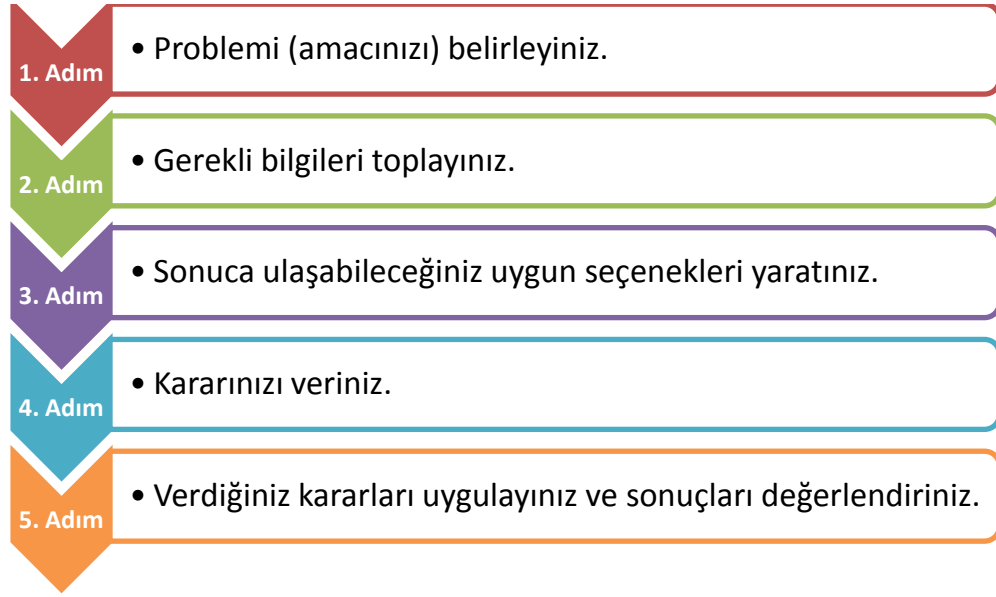 1. Adım
• Problemi (amacınızı) belirleyiniz.
2. Adım
• Gerekli bilgileri toplayınız.
3. Adım
• Sonuca ulaşabileceğiniz uygun seçenekleri yaratınız.
4. Adım
• Kararınızı veriniz.
5. Adım
• Verdiğiniz kararları uygulayınız ve sonuçları değerlendiriniz.